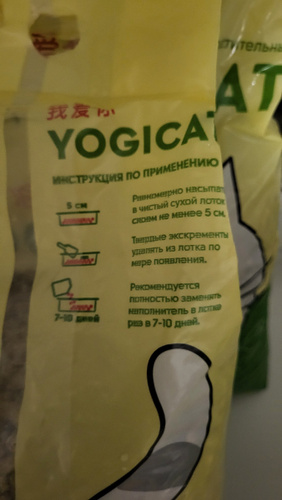 тительны
AT
我爱你
YOGICAT
ИНСТРУКЦИЯ ПО ПРИМЕНЕНИЮ
5 см
Равномерно насыпать
в чистый сухой лоток
слоем не менее 5 см.
Твердые экскременты
удалять из лотка по
мере появления.
Рекомендуется
полностью заменять
наполнитель в лотке
раз в 7-10 дней.
7-10 дней